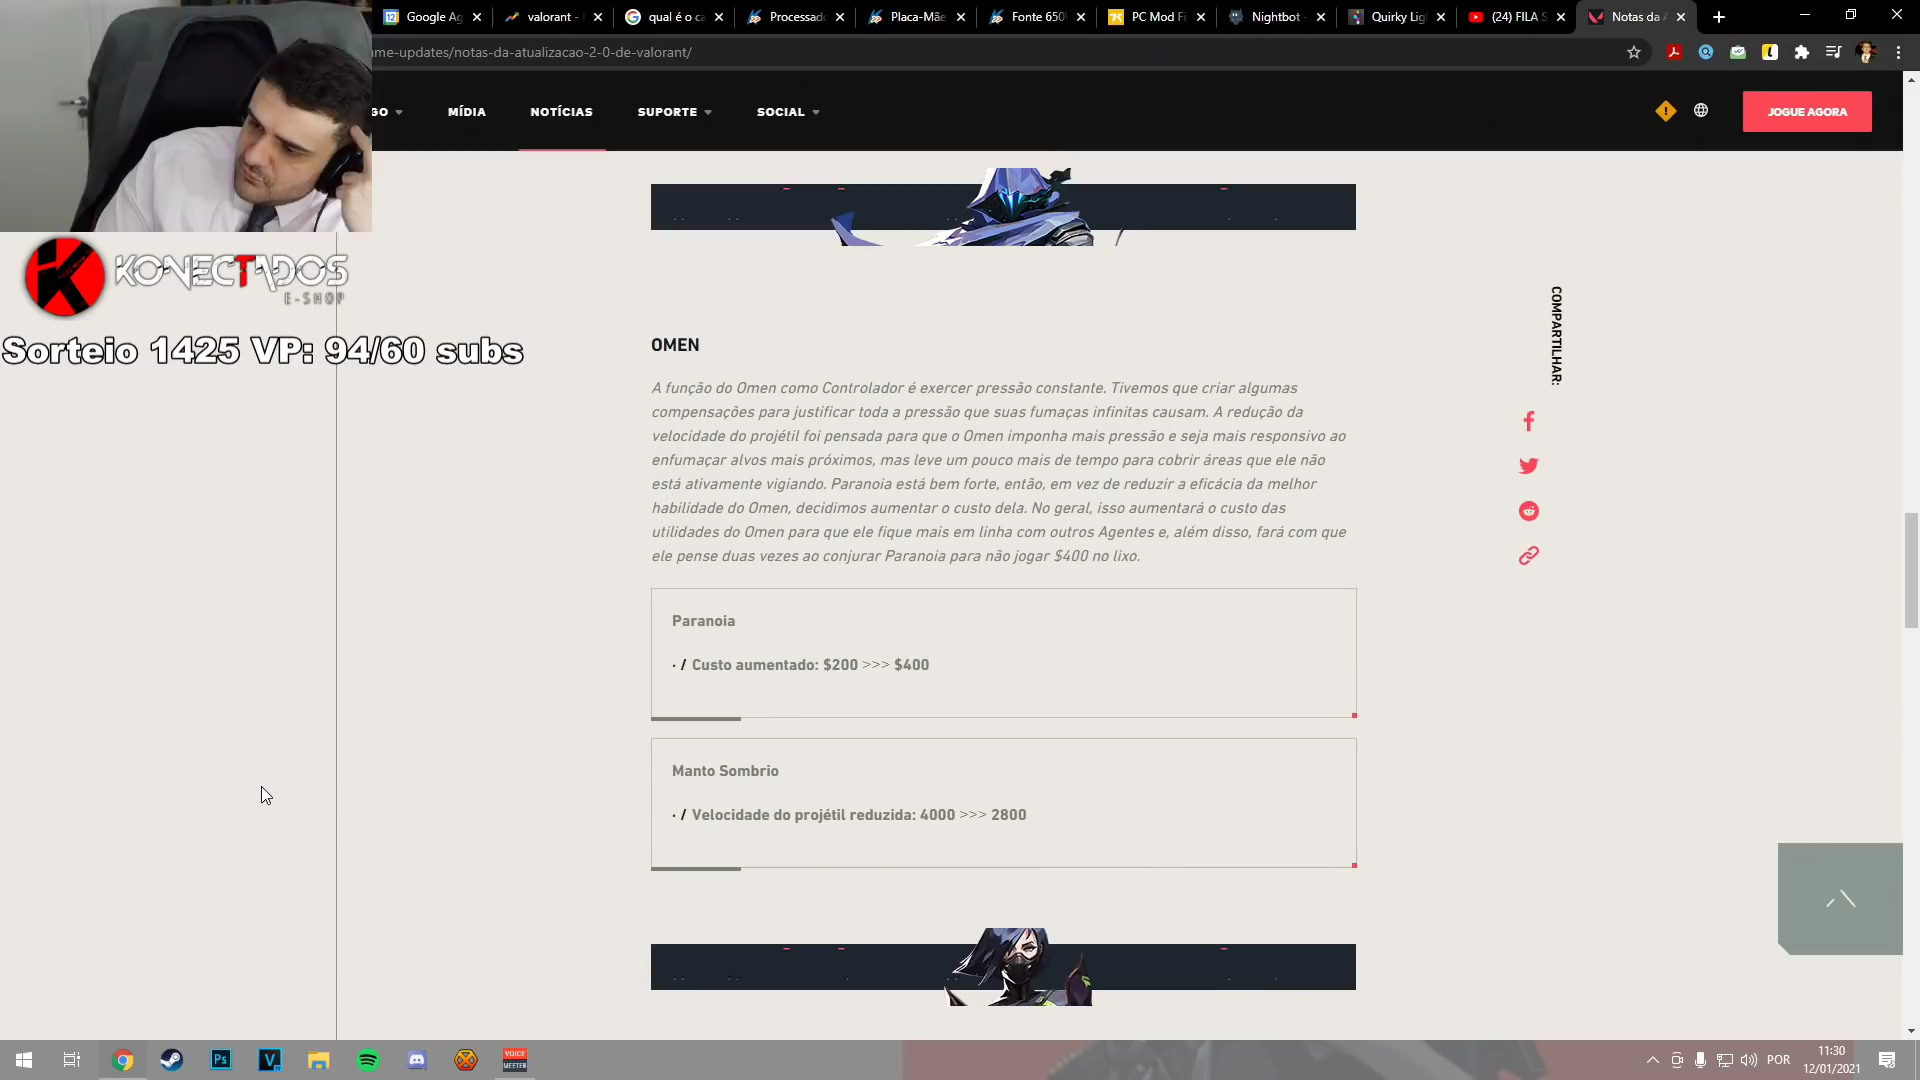 Google Ag
valorant -
qual é o ca
Processad
Placa-Mãe
Fonte 650
PC Mod Fi
Nightbot -
Quirky Lig
(24) FILA S
Notas da A
me-updates/notas-da-atualizacao-2-0-de-valorant/
GO
MÍDIA
NOTÍCIAS
SUPORTE
SOCIAL
JOGUE AGORA
KONECTADOS
E-SHOP
Sorteio 1425 VP: 94/60 subs
COMPARTILHAR:
OMEN
A função do Omen como Controlador é exercer pressão constante. Tivemos que criar algumas
compensações para justificar toda a pressão que suas fumaças infinitas causam. A redução da
velocidade do projétil foi pensada para que o Omen imponha mais pressão e seja mais responsivo ao
enfumaçar alvos mais próximos, mas leve um pouco mais de tempo para cobrir áreas que ele não
está ativamente vigiando. Paranoia está bem forte, então, em vez de reduzir a eficácia da melhor
habilidade do Omen, decidimos aumentar o custo dela. No geral, isso aumentará o custo das
utilidades do Omen para que ele fique mais em linha com outros Agentes e, além disso, fará com que
ele pense duas vezes ao conjurar Paranoia para não jogar $400 no lixo.
Paranoia
· / Custo aumentado: $200 >>> $400
Manto Sombrio
· / Velocidade do projétil reduzida: 4000 >>> 2800
Ps
V
VOICE
MEETER
POR
11:30
12/01/2021